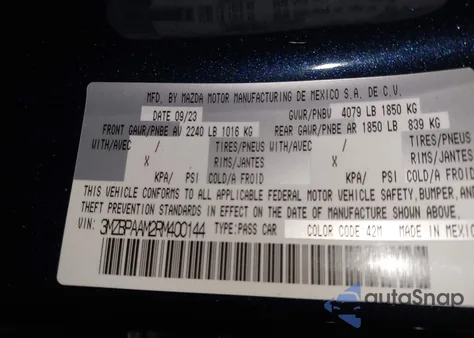 MFD. BY MAZDA MOTOR MANUFACTURING DE MEXICO S.A. DE C.V.
DATE 09/23 GVWR/PNBV 4079 LB 1850 KG
FRONT GAWR/PNBE AV 2240 LB 1016 KG REAR GAWR/PNBE AR 1850 LB 839 KG
WITH/AVEC / TIRES/PNEUS WITH/AVEC / TIRES/PNEUS
X RIMS/JANTES X RIMS/JANTES
KPA/ PSI COLD/A FROID KPA/ PSI COLD/A FROID
THIS VEHICLE CONFORMS TO ALL APPLICABLE FEDERAL MOTOR VEHICLE SAFETY, BUMPER, AND
THEFT PREVENTION STANDARDS IN EFFECT ON THE DATE OF MANUFACTURE SHOWN ABOVE.
VIN: 3MZBPAAM2RM400144 TYPE: PASS CAR COLOR CODE 42M MADE IN MEXICO
autoSnap